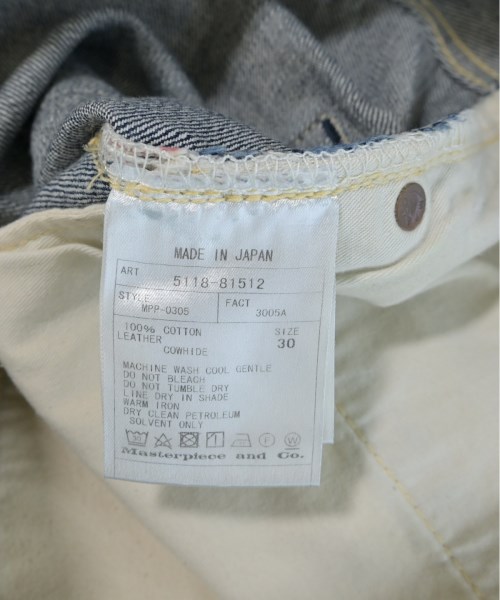 MADE IN JAPAN
ART 5118-81512
STYLE MPP-0305 FACT 3005A
100% COTTON SIZE
LEATHER 30
COWHIDE
MACHINE WASH COOL GENTLE
DO NOT BLEACH
DO NOT TUMBLE DRY
LINE DRY IN SHADE
WARM IRON
DRY CLEAN PETROLEUM
SOLVENT ONLY
Masterpiece and Co.